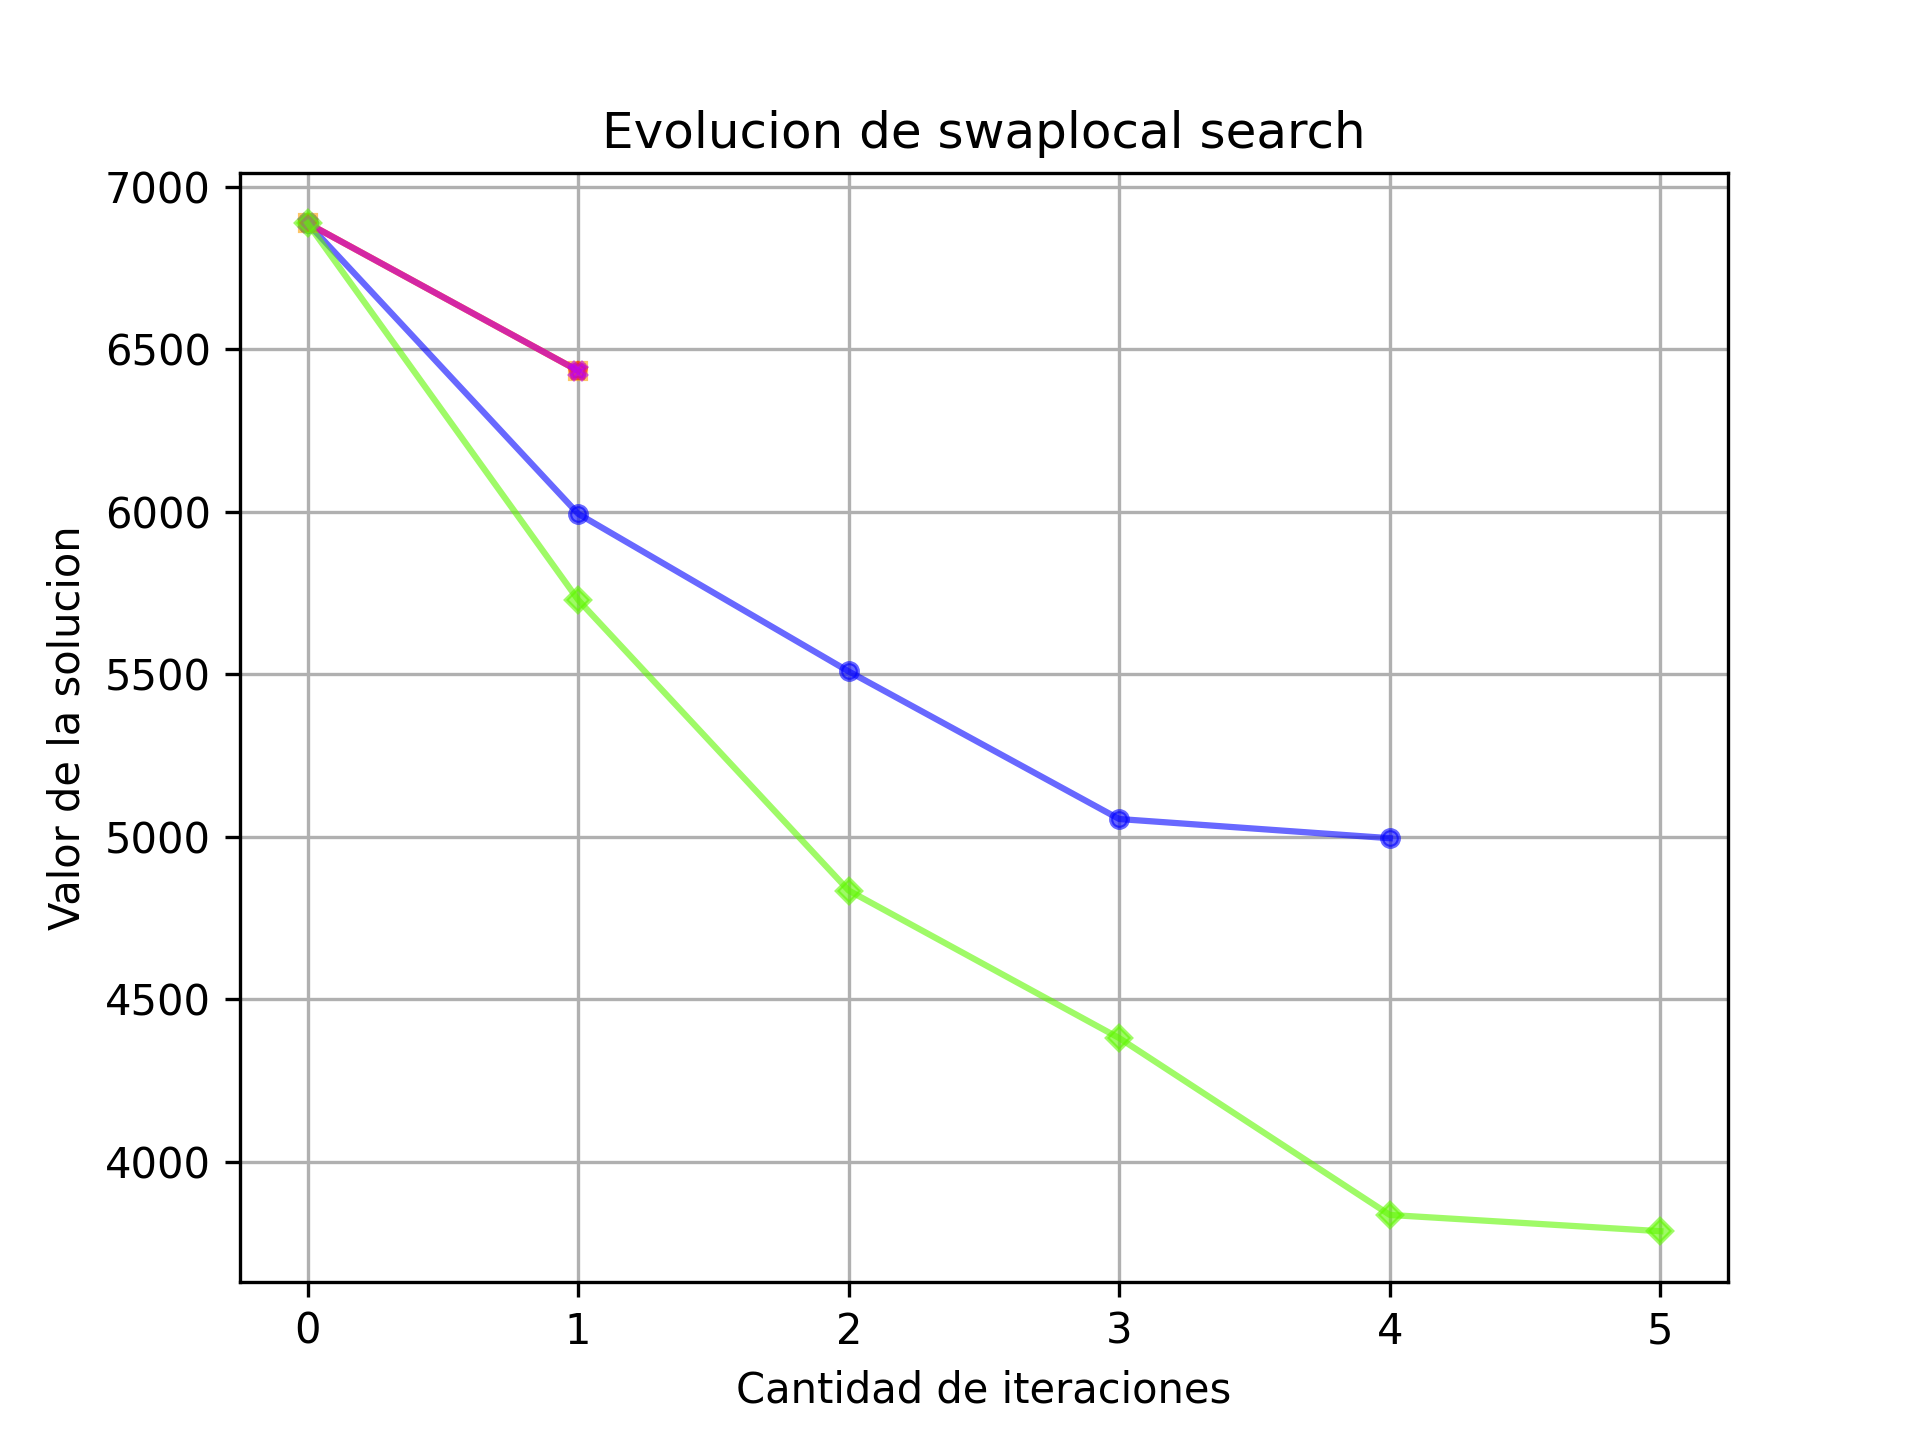 Evolucion de swaplocal search
7000
6500
6000
5500
5000
4500
4000
Valor de la solucion
0 1 2 3 4 5
Cantidad de iteraciones